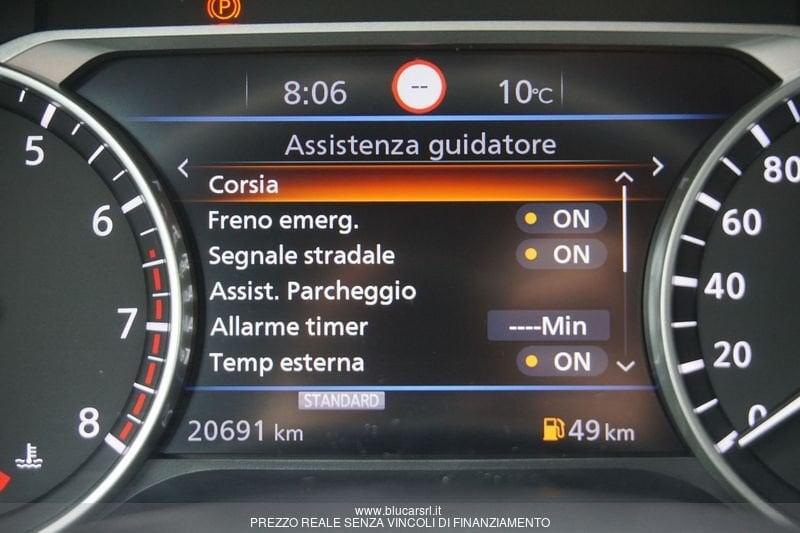 P
8:06 -- 10°C
Assistenza guidatore
Corsia
Freno emerg. ON
Segnale stradale ON
Assist. Parcheggio
Allarme timer ----Min
Temp esterna ON
STANDARD
20691 km 49 km
5
6
7
8
80
60
40
20
0
www.blucarsrl.it
PREZZO REALE SENZA VINCOLI DI FINANZIAMENTO